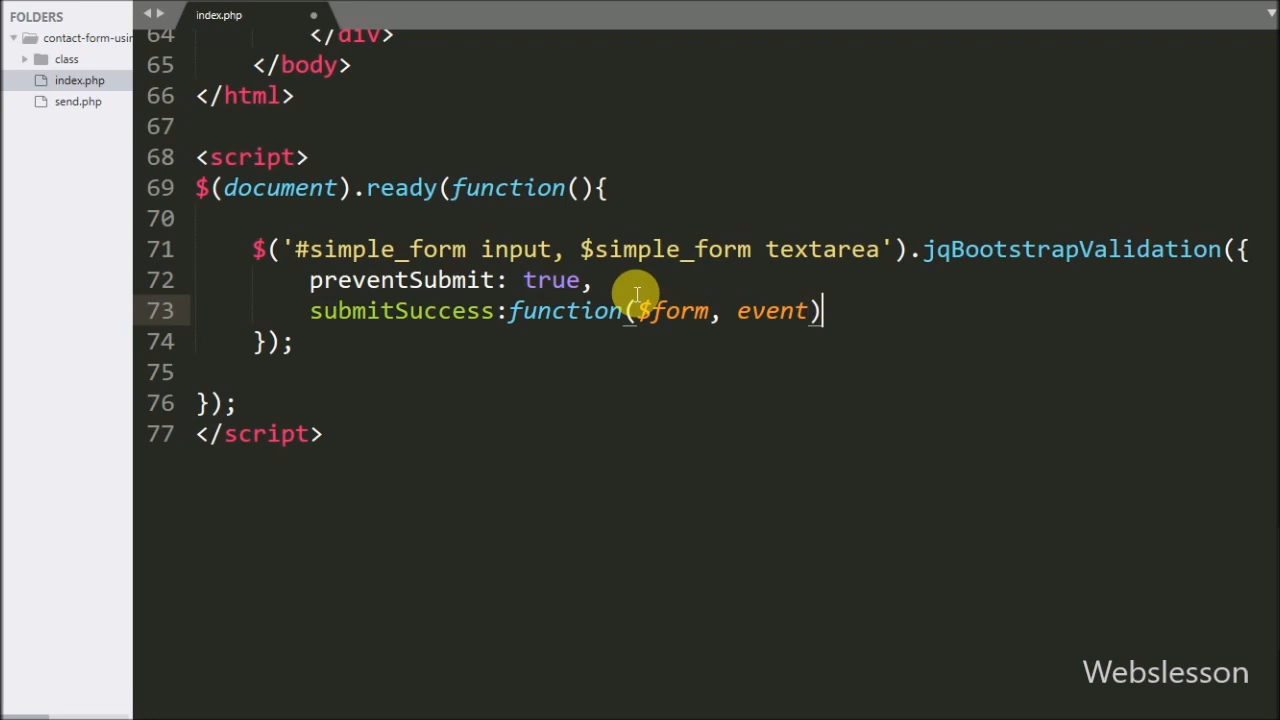 FOLDERS
contact-form-usin
class
index.php
send.php
index.php
64 </div>
65 </body>
66 </html>
67
68 <script>
69 $(document).ready(function(){
70
71 $('#simple_form input, $simple_form textarea').jqBootstrapValidation({
72 preventSubmit: true,
73 submitSuccess:function($form, event)
74 });
75
76 });
77 </script>
Webslesson